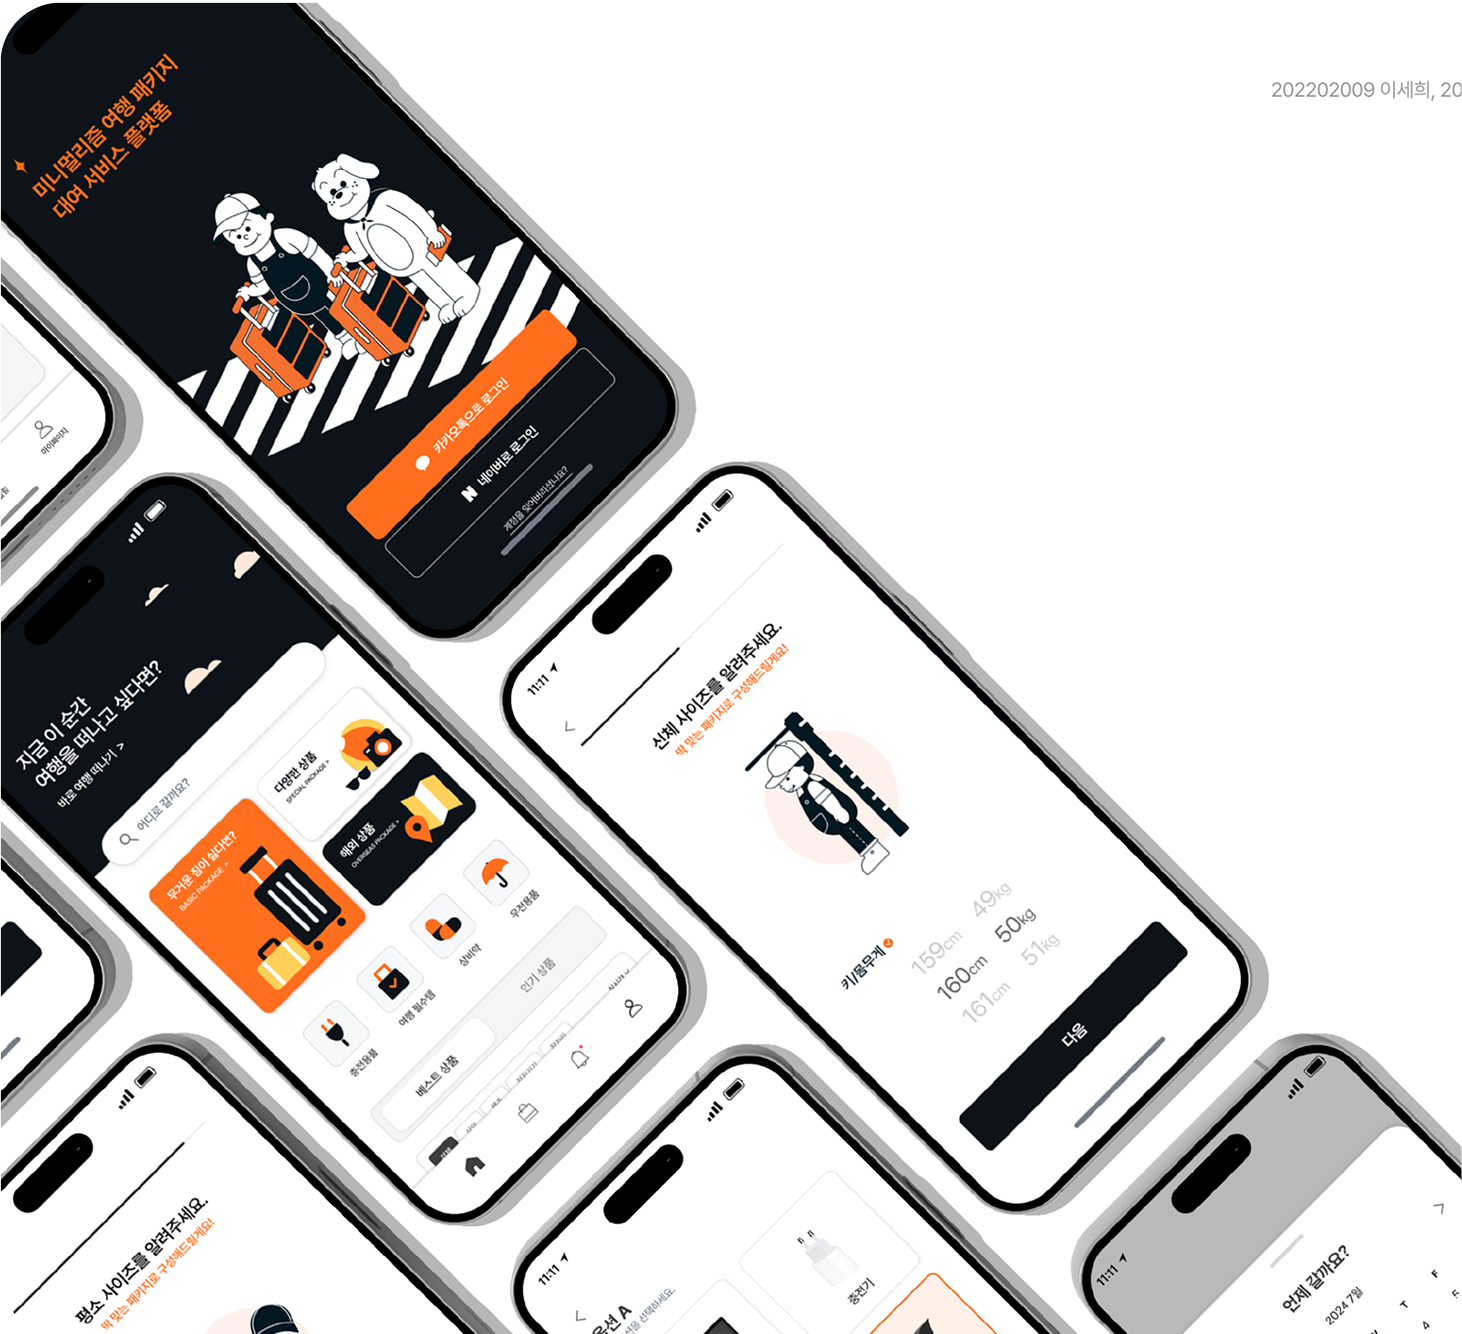 202202009 이세희, 20
미니멀리즘 여행 패키지
대여 서비스 플랫폼
카카오톡으로 로그인
N 네이버로 로그인
계정을 잊어버리셨나요?
마이페이지
지금 이 순간
여행을 떠나고 싶다면?
바로 여행 떠나기 >
어디로 갈까요?
무거운 짐이 싫다면?
BASIC PACKAGE >
다양한 상품
SPECIAL PACKAGE >
해외 상품
OVERSEAS PACKAGE >
충전용품
여행 필수템
상비약
우천용품
베스트 상품
인기 상품
11:11
신체 사이즈를 알려주세요.
딱 맞는 패키지로 구성해드릴게요!
키/몸무게
159cm
160cm
161cm
49kg
50kg
51kg
다음
평소 사이즈를 알려주세요.
딱 맞는 패키지로 구성해드릴게요!
11:11
옵션 A
선택하세요.
충전기
11:11
언제 갈까요?
2024 7월
T
F
4